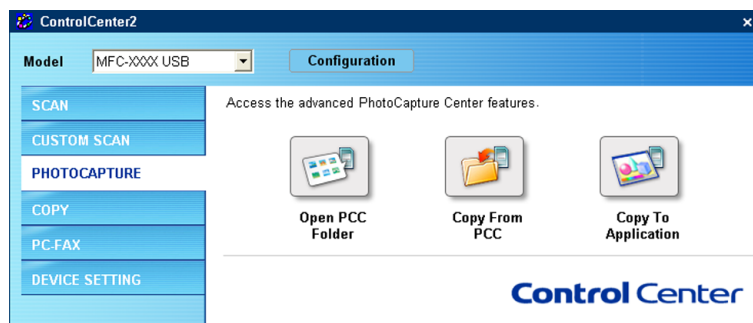 ControlCenter2
Model MFC-XXXX USB Configuration
SCAN
CUSTOM SCAN
PHOTOCAPTURE
COPY
PC-FAX
DEVICE SETTING
Access the advanced PhotoCapture Center features.
Open PCC
Folder
Copy From
PCC
Copy To
Application
Control Center